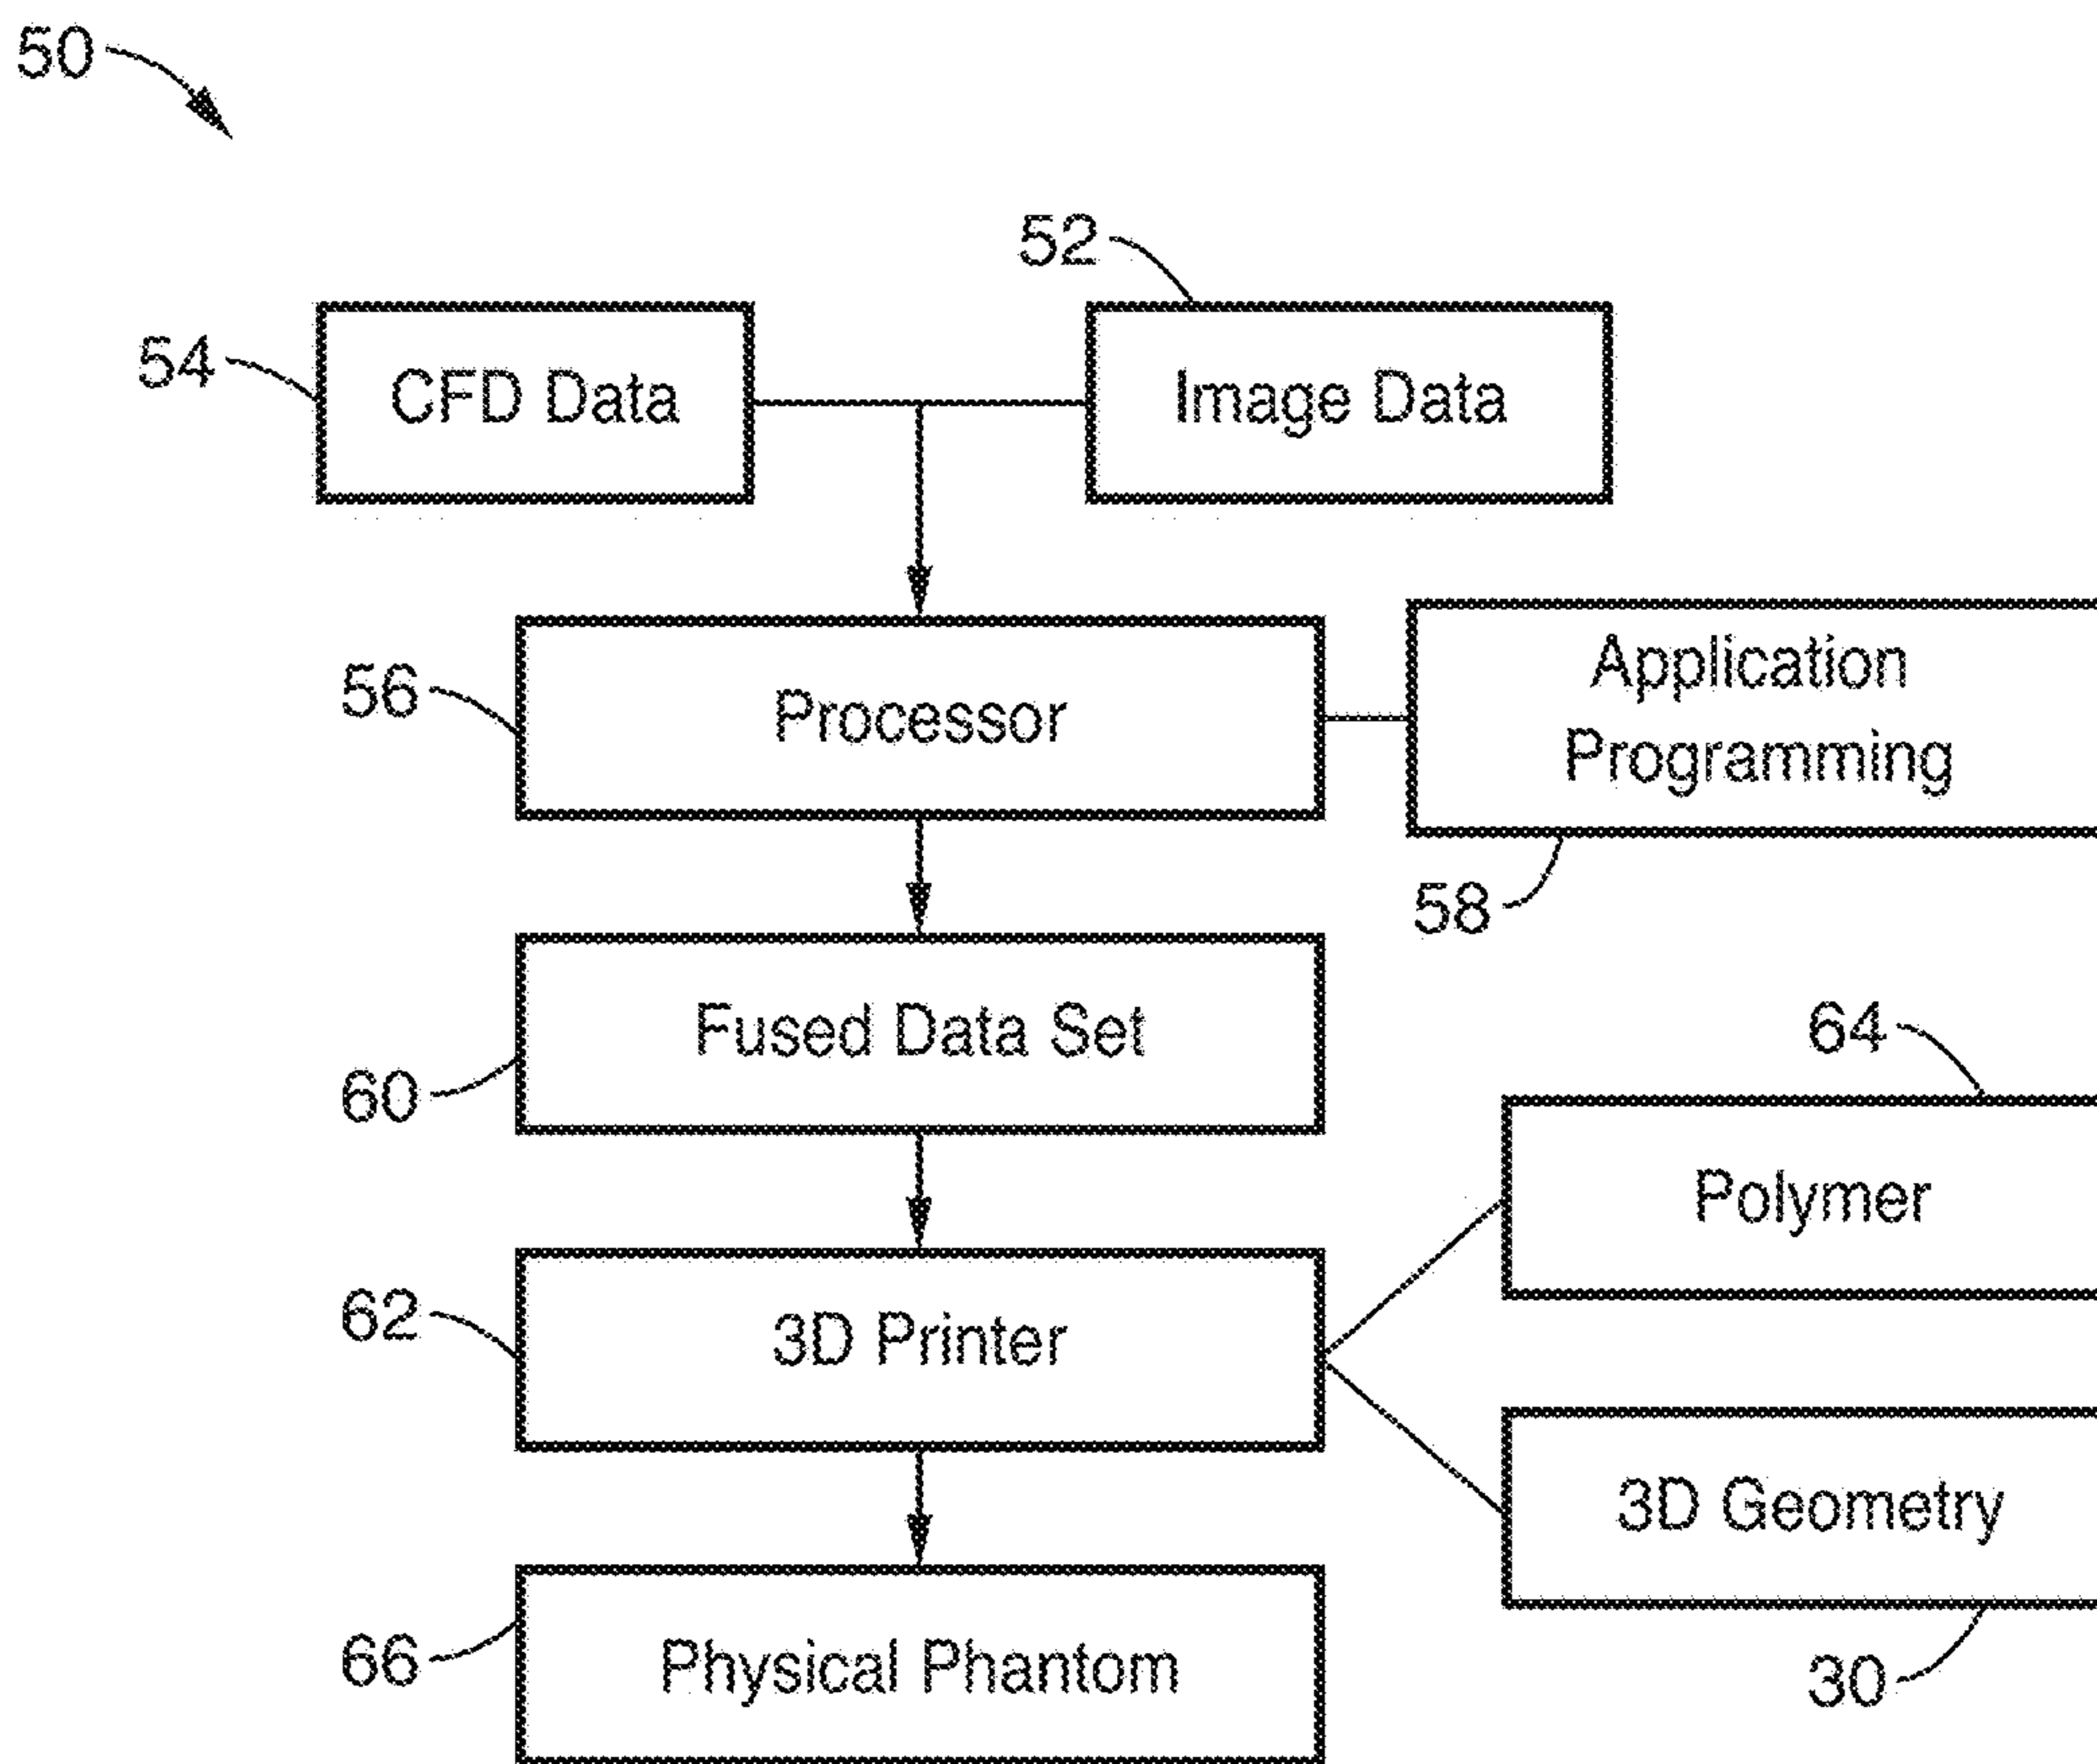 50
52
54
CFD Data
Image Data
56
Processor
Application
Programming
58
Fused Data Set
60
64
Polymer
62
3D Printer
3D Geometry
30
66
Physical Phantom